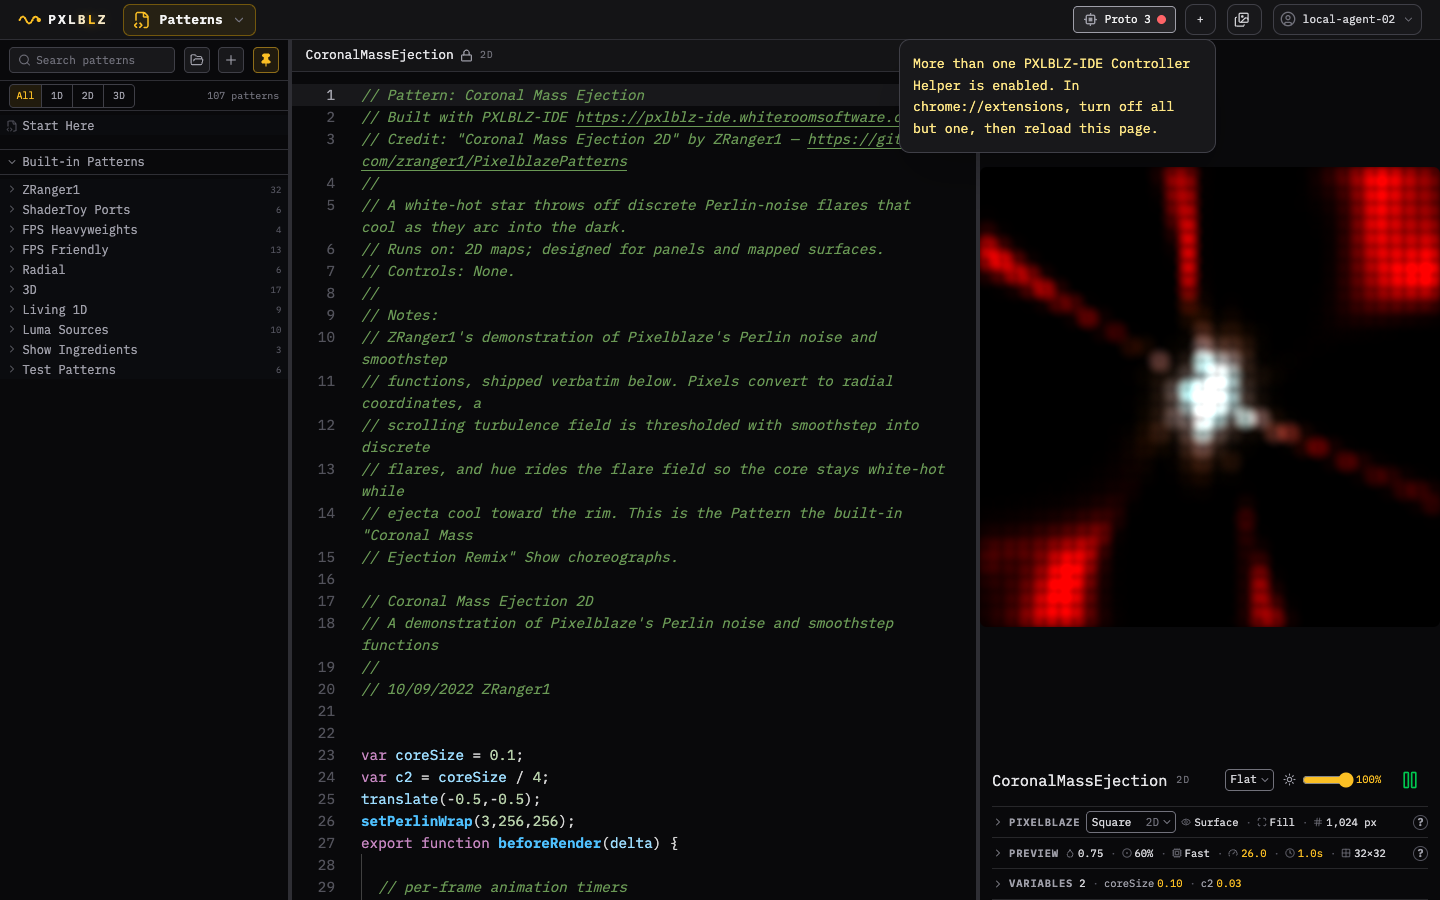 PXLBLZ
Patterns
Proto 3
+
local-agent-02
Search patterns
All 1D 2D 3D
107 patterns
Start Here
Built-in Patterns
ZRanger1 32
ShaderToy Ports 6
FPS Heavyweights 4
FPS Friendly 13
Radial 6
3D 17
Living 1D 9
Luma Sources 10
Show Ingredients 3
Test Patterns 6
CoronalMassEjection 2D
1 // Pattern: Coronal Mass Ejection
2 // Built with PXLBLZ-IDE https://pxlblz-ide.whiteroomsoftware.c
3 // Credit: "Coronal Mass Ejection 2D" by ZRanger1 — https://git
com/zranger1/PixelblazePatterns
4 //
5 // A white-hot star throws off discrete Perlin-noise flares that
cool as they arc into the dark.
6 // Runs on: 2D maps; designed for panels and mapped surfaces.
7 // Controls: None.
8 //
9 // Notes:
10 // ZRanger1's demonstration of Pixelblaze's Perlin noise and
smoothstep
11 // functions, shipped verbatim below. Pixels convert to radial
coordinates, a
12 // scrolling turbulence field is thresholded with smoothstep into
discrete
13 // flares, and hue rides the flare field so the core stays white-hot
while
14 // ejecta cool toward the rim. This is the Pattern the built-in
"Coronal Mass
15 // Ejection Remix" Show choreographs.
16
17 // Coronal Mass Ejection 2D
18 // A demonstration of Pixelblaze's Perlin noise and smoothstep
functions
19 //
20 // 10/09/2022 ZRanger1
21
22
23 var coreSize = 0.1;
24 var c2 = coreSize / 4;
25 translate(-0.5,-0.5);
26 setPerlinWrap(3,256,256);
27 export function beforeRender(delta) {
28
29 // per-frame animation timers
More than one PXLBLZ-IDE Controller
Helper is enabled. In
chrome://extensions, turn off all
but one, then reload this page.
CoronalMassEjection 2D
Flat
100%
PIXELBLAZE Square 2D · Surface · Fill · # 1,024 px ?
PREVIEW 0.75 · 60% · Fast · 26.0 · 1.0s · 32×32 ?
VARIABLES 2 · coreSize 0.10 · c2 0.03